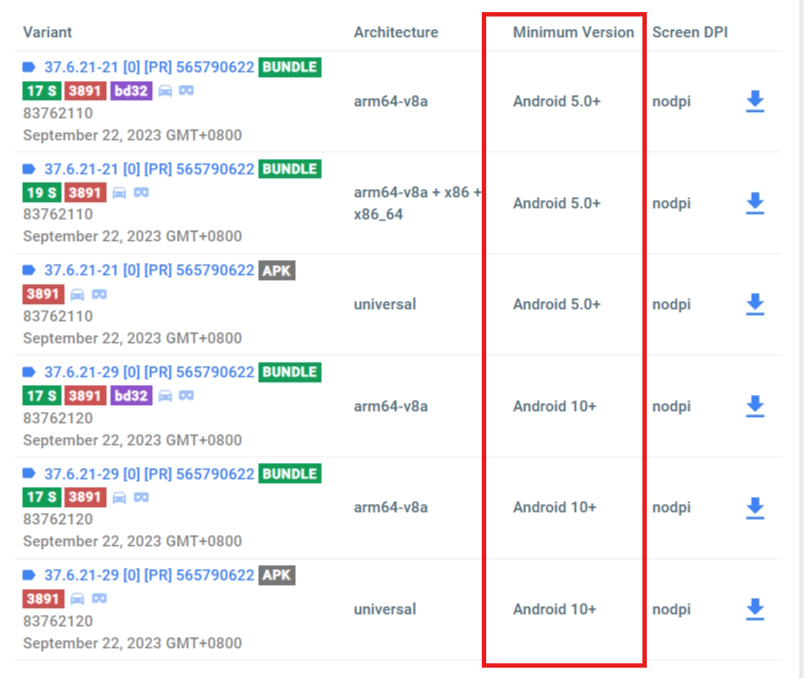 Variant Architecture Minimum Version Screen DPI
37.6.21-21 [0] [PR] 565790622 BUNDLE
17 S 3891 bd32
83762110
September 22, 2023 GMT+0800
arm64-v8a
Android 5.0+
nodpi
37.6.21-21 [0] [PR] 565790622 BUNDLE
19 S 3891
83762110
September 22, 2023 GMT+0800
arm64-v8a + x86 +
x86_64
Android 5.0+
nodpi
37.6.21-21 [0] [PR] 565790622 APK
3891
83762110
September 22, 2023 GMT+0800
universal
Android 5.0+
nodpi
37.6.21-29 [0] [PR] 565790622 BUNDLE
17 S 3891 bd32
83762120
September 22, 2023 GMT+0800
arm64-v8a
Android 10+
nodpi
37.6.21-29 [0] [PR] 565790622 BUNDLE
17 S 3891
83762120
September 22, 2023 GMT+0800
arm64-v8a
Android 10+
nodpi
37.6.21-29 [0] [PR] 565790622 APK
3891
83762120
September 22, 2023 GMT+0800
universal
Android 10+
nodpi